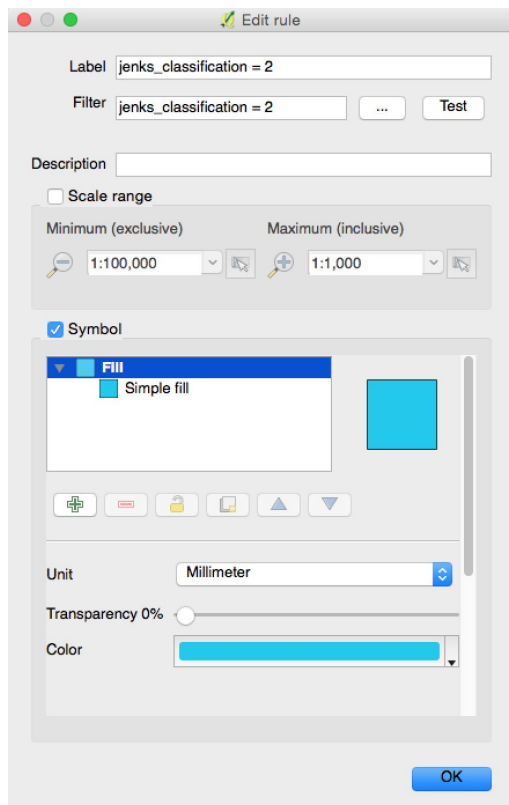 Edit rule
Label jenks_classification = 2
Filter jenks_classification = 2 ... Test
Description
Scale range
Minimum (exclusive) Maximum (inclusive)
1:100,000 1:1,000
Symbol
Fill
Simple fill
Unit Millimeter
Transparency 0%
Color
OK